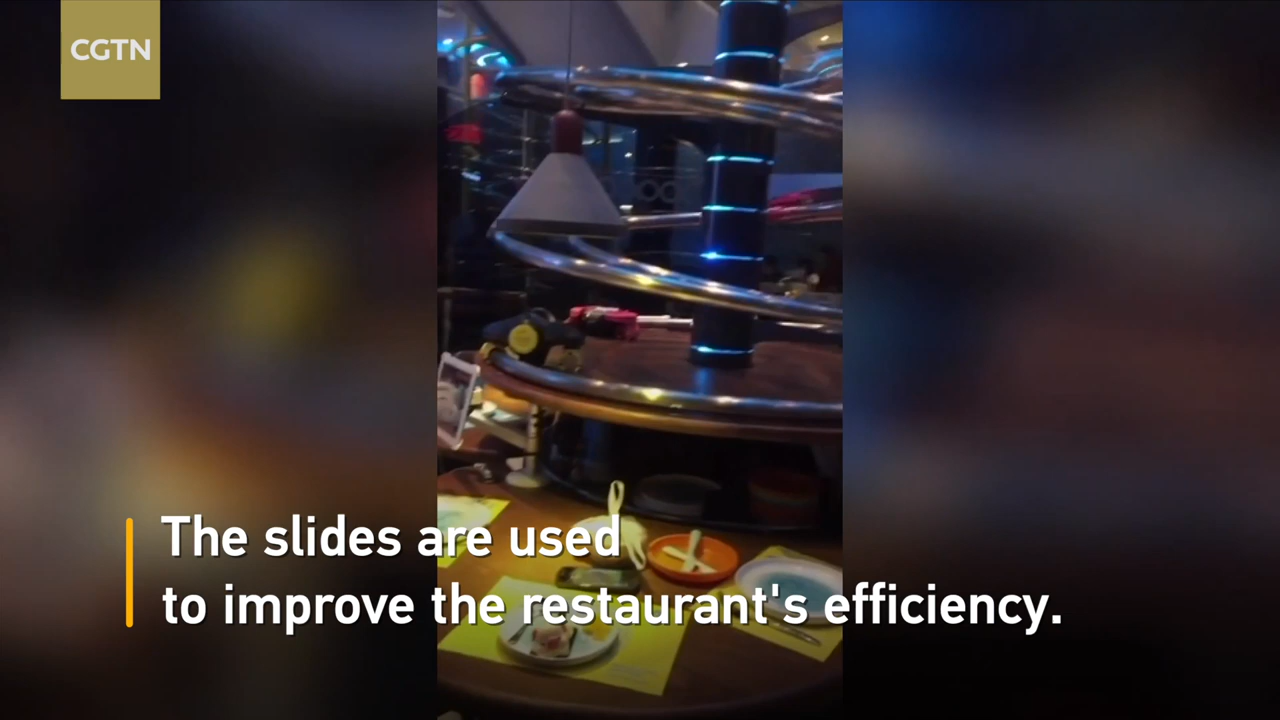 CGTN
The slides are used
to improve the restaurant's efficiency.